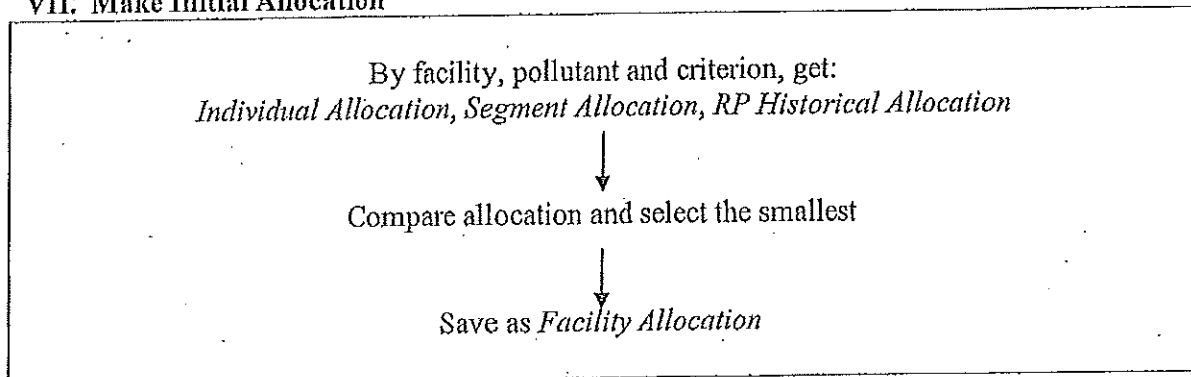 VII. Make Initial Allocation
By facility, pollutant and criterion, get:
Individual Allocation, Segment Allocation, RP Historical Allocation
Compare allocation and select the smallest
Save as Facility Allocation